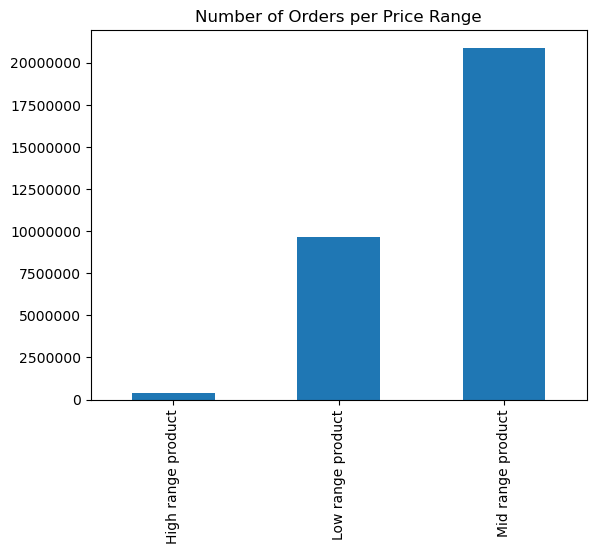 Number of Orders per Price Range
20000000
17500000
15000000
12500000
10000000
7500000
5000000
2500000
0
High range product
Low range product
Mid range product